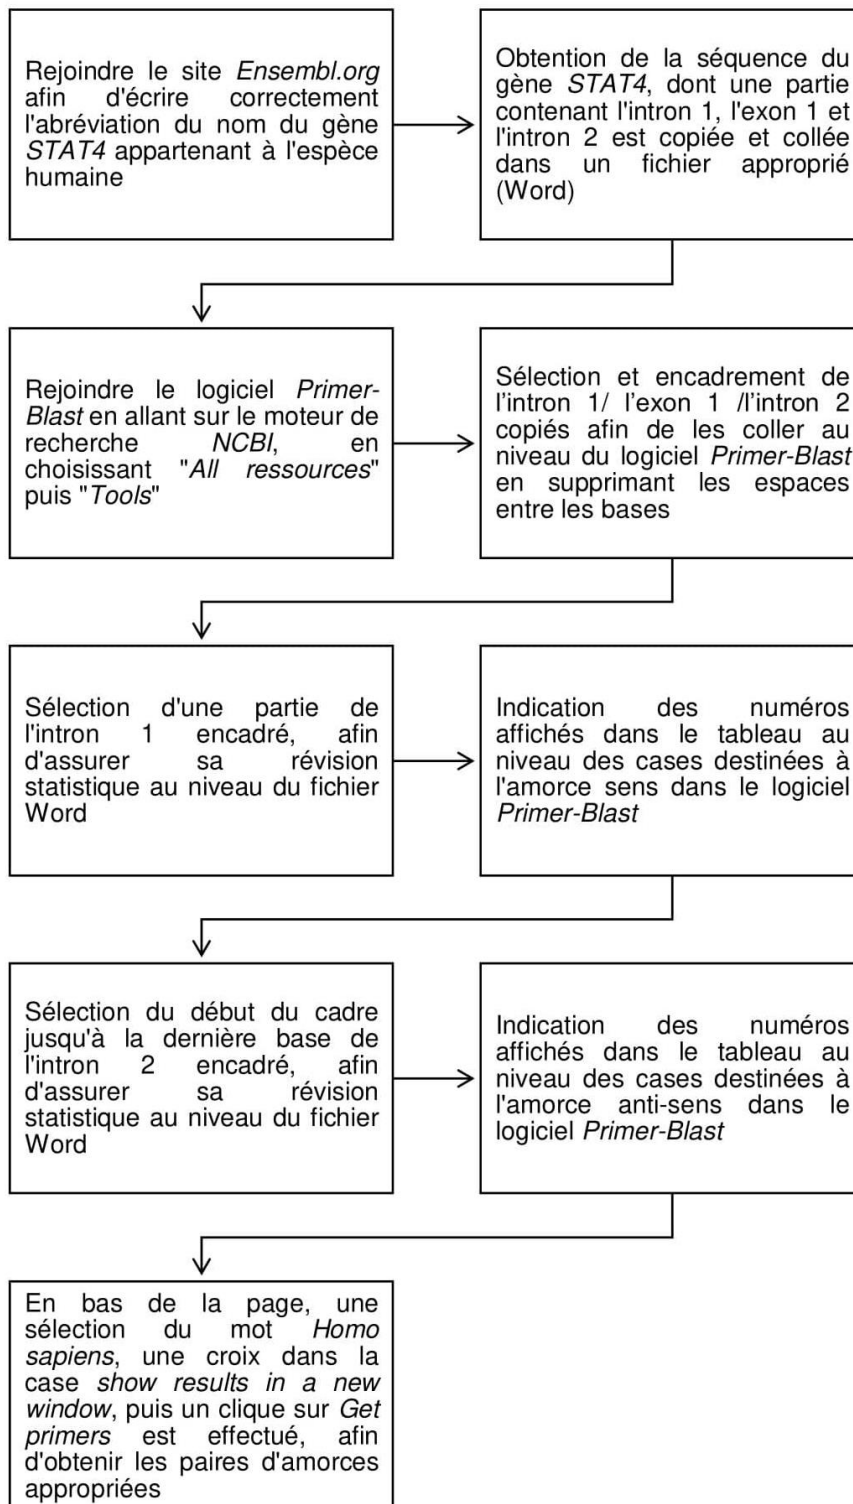 Rejoindre le site Ensembl.org
afin d'écrire correctement
l'abréviation du nom du gène
STAT4 appartenant à l'espèce
humaine
Obtention de la séquence du
gène STAT4, dont une partie
contenant l'intron 1, l'exon 1 et
l'intron 2 est copiée et collée
dans un fichier approprié
(Word)
Rejoindre le logiciel Primer-
Blast en allant sur le moteur de
recherche NCBI, en
choisissant "All ressources"
puis "Tools"
Sélection et encadrement de
l'intron 1/ l'exon 1 /l'intron 2
copiés afin de les coller au
niveau du logiciel Primer-Blast
en supprimant les espaces
entre les bases
Sélection d'une partie de
l'intron 1 encadré, afin
d'assurer sa révision
statistique au niveau du fichier
Word
Indication des numéros
affichés dans le tableau au
niveau des cases destinées à
l'amorce sens dans le logiciel
Primer-Blast
Sélection du début du cadre
jusqu'à la dernière base de
l'intron 2 encadré, afin
d'assurer sa révision
statistique au niveau du fichier
Word
Indication des numéros
affichés dans le tableau au
niveau des cases destinées à
l'amorce anti-sens dans le
logiciel Primer-Blast
En bas de la page, une
sélection du mot Homo
sapiens, une croix dans la
case show results in a new
window, puis un clique sur Get
primers est effectué, afin
d'obtenir les paires d'amorces
appropriées